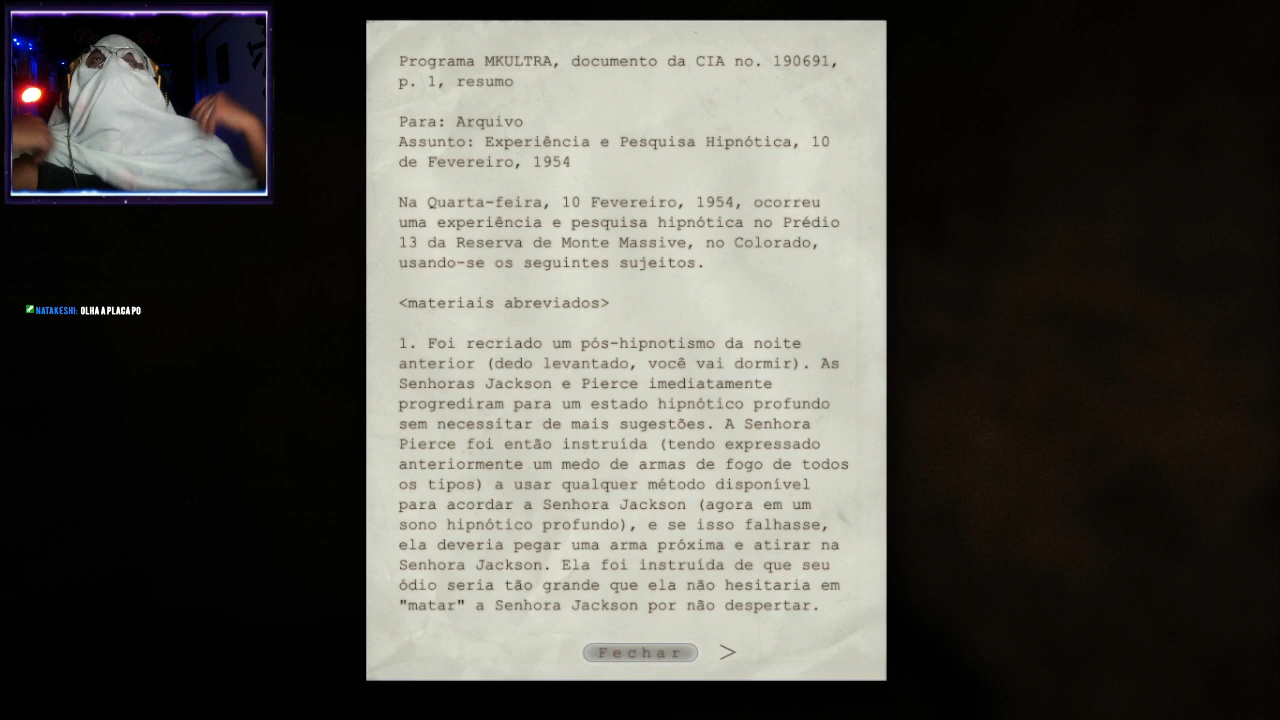 Programa MKULTRA, documento da CIA no. 190691,
p. 1, resumo
Para: Arquivo
Assunto: Experiência e Pesquisa Hipnótica, 10
de Fevereiro, 1954
Na Quarta-feira, 10 Fevereiro, 1954, ocorreu
uma experiência e pesquisa hipnótica no Prédio
13 da Reserva de Monte Massive, no Colorado,
usando-se os seguintes sujeitos.
<materiais abreviados>
1. Foi recriado um pós-hipnotismo da noite
anterior (dedo levantado, você vai dormir). As
Senhoras Jackson e Pierce imediatamente
progrediram para um estado hipnótico profundo
sem necessitar de mais sugestões. A Senhora
Pierce foi então instruída (tendo expressado
anteriormente um medo de armas de fogo de todos
os tipos) a usar qualquer método disponível
para acordar a Senhora Jackson (agora em um
sono hipnótico profundo), e se isso falhasse,
ela deveria pegar uma arma próxima e atirar na
Senhora Jackson. Ela foi instruída de que seu
ódio seria tão grande que ela não hesitaria em
"matar" a Senhora Jackson por não despertar.
Fechar >
NATAKESHI: OLHA A PLACA PO